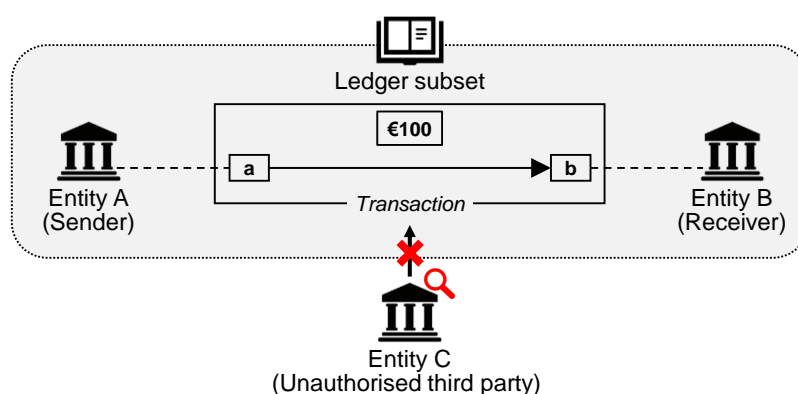 Ledger subset
€100
a
b
Entity A
(Sender)
Entity B
(Receiver)
Transaction
Entity C
(Unauthorised third party)